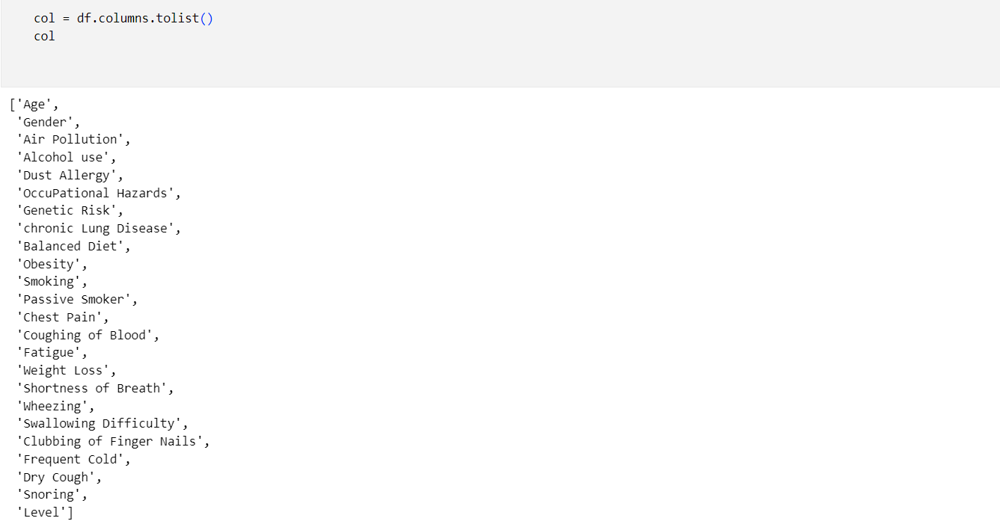 col = df.columns.tolist()
col
['Age',
'Gender',
'Air Pollution',
'Alcohol use',
'Dust Allergy',
'OccuPational Hazards',
'Genetic Risk',
'chronic Lung Disease',
'Balanced Diet',
'Obesity',
'Smoking',
'Passive Smoker',
'Chest Pain',
'Coughing of Blood',
'Fatigue',
'Weight Loss',
'Shortness of Breath',
'Wheezing',
'Swallowing Difficulty',
'Clubbing of Finger Nails',
'Frequent Cold',
'Dry Cough',
'Snoring',
'Level']